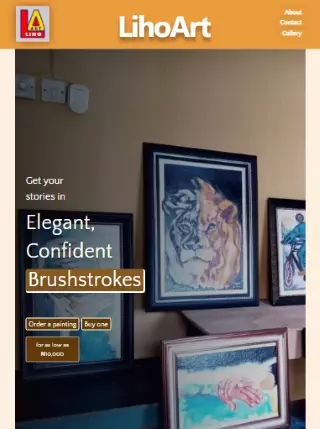 LA
ART
LIHO
LihoArt
About
Contact
Gallery
Get your
stories in
Elegant,
Confident
Brushstrokes
Order a painting
Buy one
for as low as
₦10,000